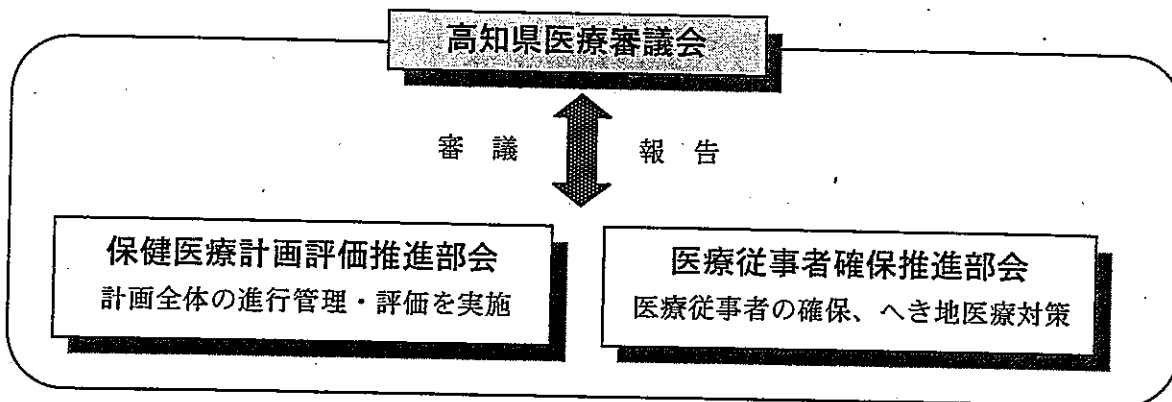 高知県医療審議会
審議 報告
保健医療計画評価推進部会
計画全体の進行管理・評価を実施
医療従事者確保推進部会
医療従事者の確保、へき地医療対策